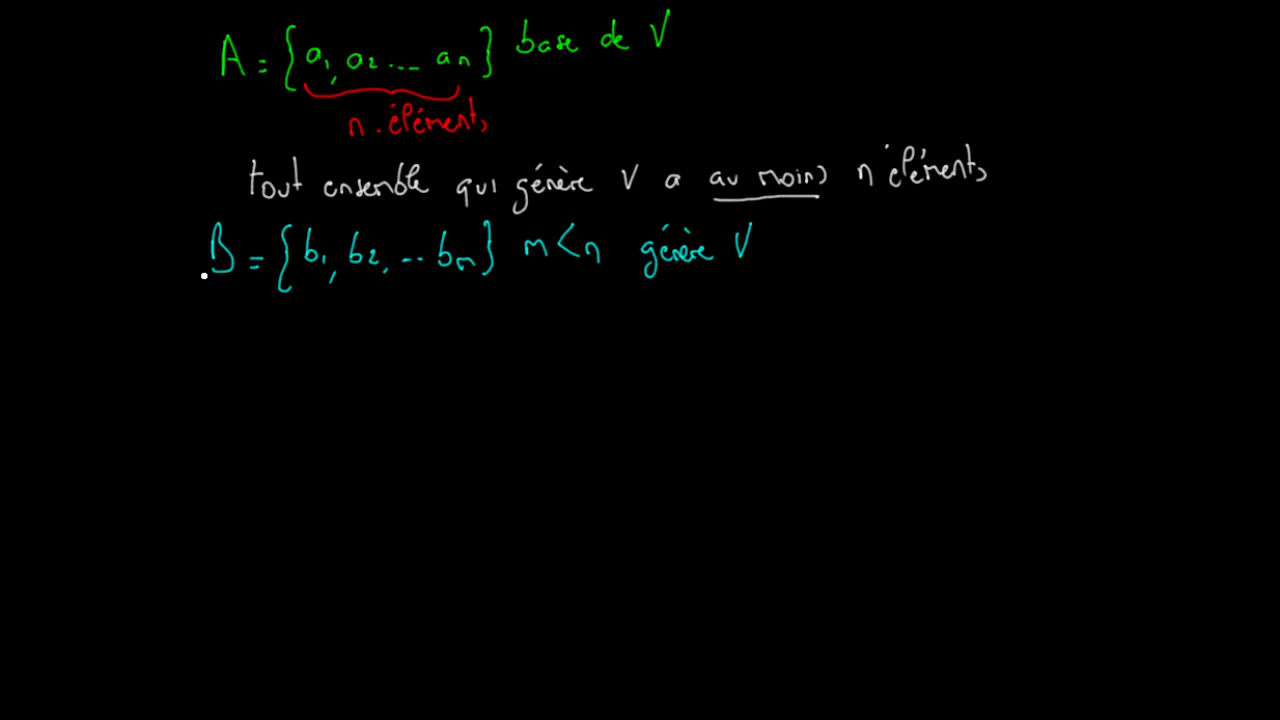 A = {a1, a2 ... an} base de V
n. éléments
tout ensemble qui génère V a au moins n éléments
B = {b1, b2, ... bm} m < n génère V